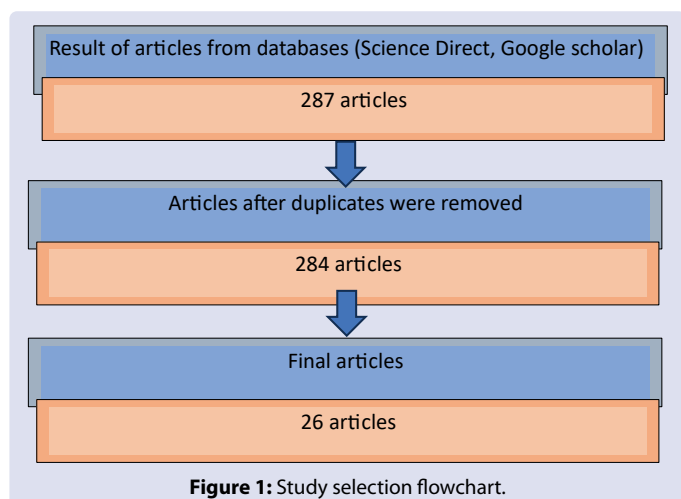 Result of articles from databases (Science Direct, Google scholar)
287 articles
Articles after duplicates were removed
284 articles
Final articles
26 articles
Figure 1: Study selection flowchart.